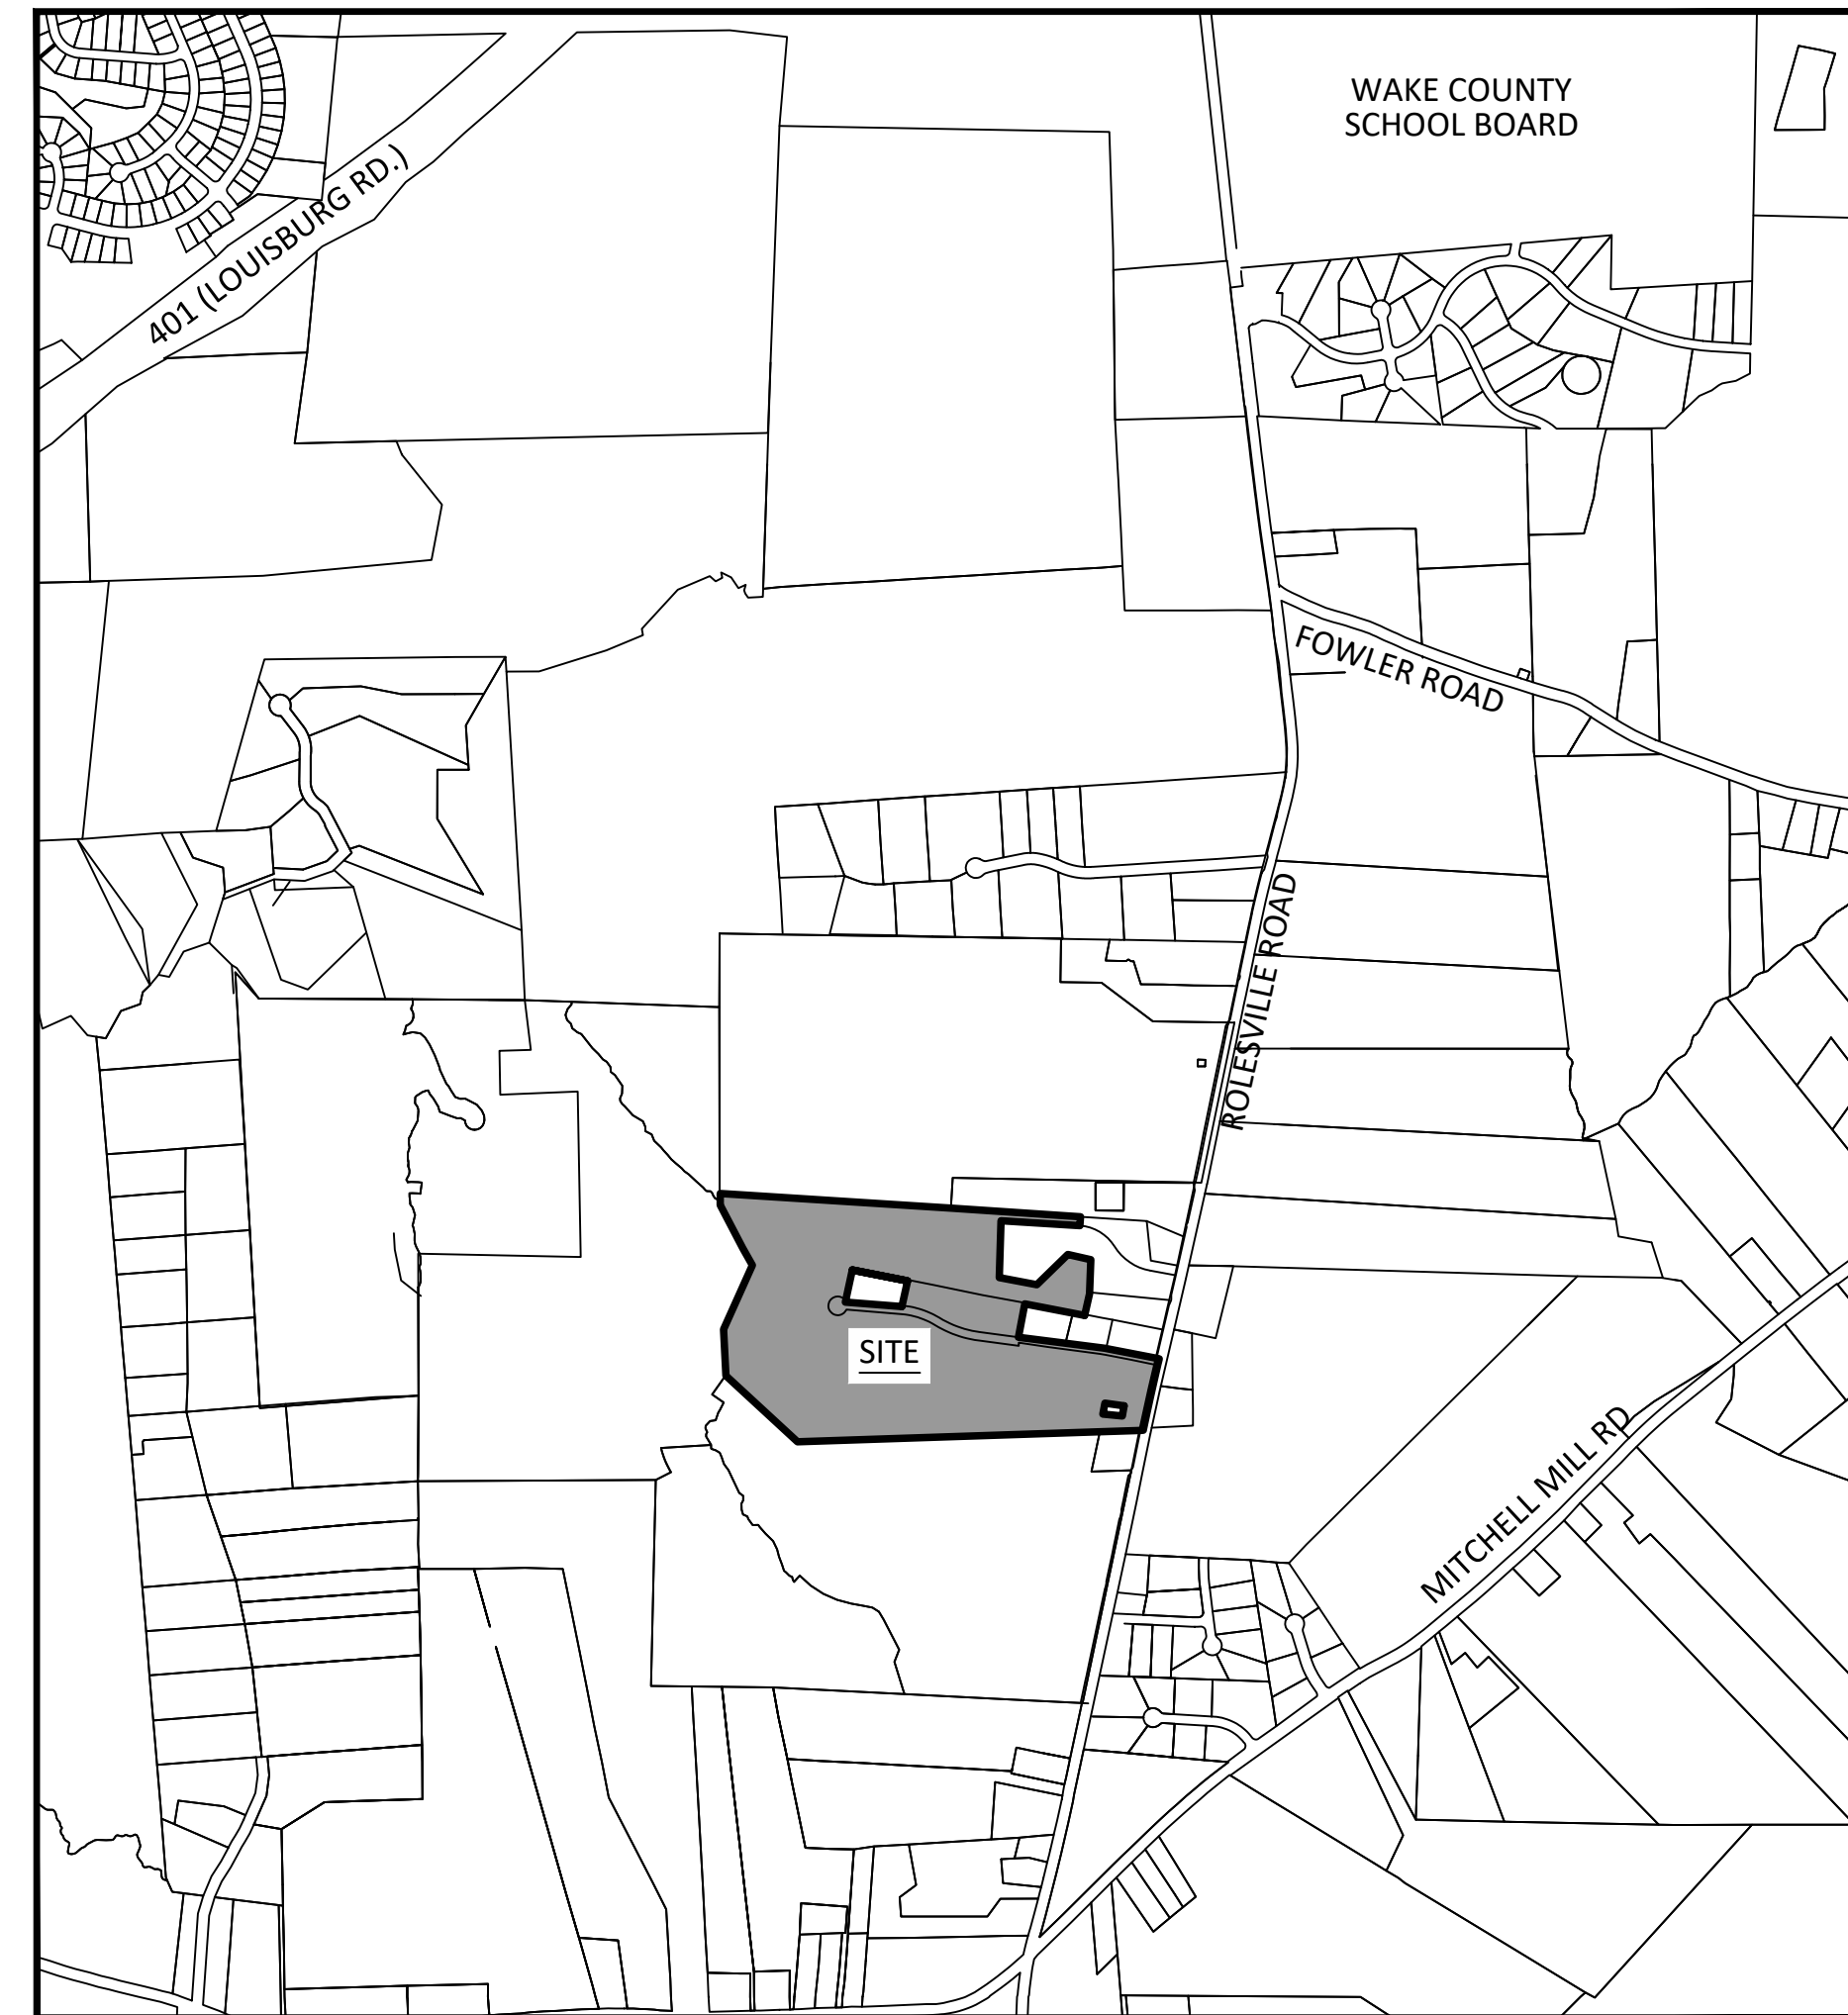 WAKE COUNTY
SCHOOL BOARD
401 (LOUISBURG RD.)
FOWLER ROAD
ROLESVILLE ROAD
SITE
MITCHELL MILL RD